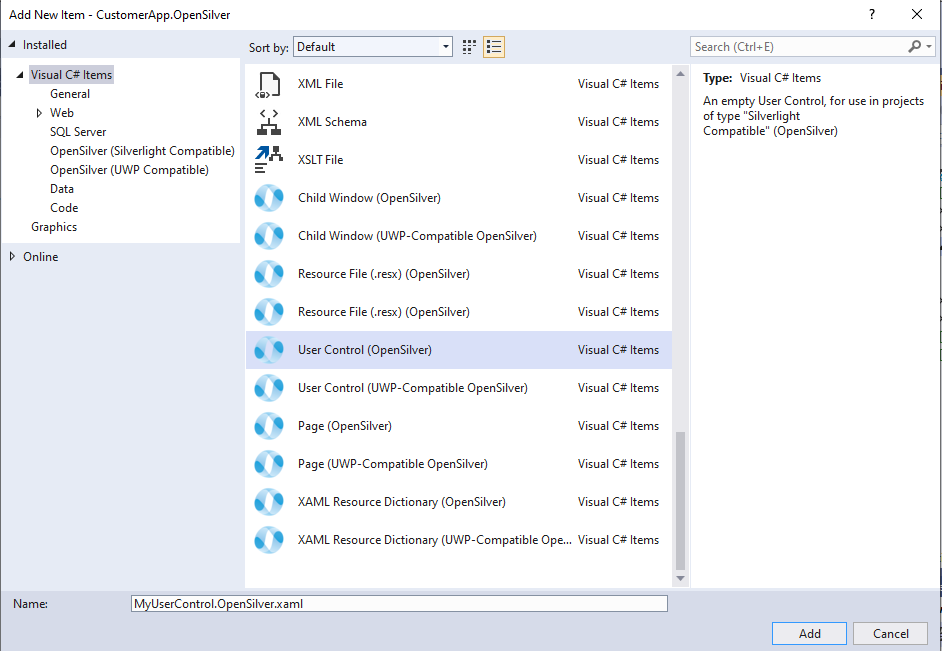 Add New Item - CustomerApp.OpenSilver
?
Installed
Sort by: Default
Search (Ctrl+E)
Visual C# Items
General
Web
SQL Server
OpenSilver (Silverlight Compatible)
OpenSilver (UWP Compatible)
Data
Code
Graphics
Online
XML File Visual C# Items
XML Schema Visual C# Items
XSLT File Visual C# Items
Child Window (OpenSilver) Visual C# Items
Child Window (UWP-Compatible OpenSilver) Visual C# Items
Resource File (.resx) (OpenSilver) Visual C# Items
Resource File (.resx) (OpenSilver) Visual C# Items
User Control (OpenSilver) Visual C# Items
User Control (UWP-Compatible OpenSilver) Visual C# Items
Page (OpenSilver) Visual C# Items
Page (UWP-Compatible OpenSilver) Visual C# Items
XAML Resource Dictionary (OpenSilver) Visual C# Items
XAML Resource Dictionary (UWP-Compatible Ope... Visual C# Items
Type: Visual C# Items
An empty User Control, for use in projects
of type "Silverlight
Compatible" (OpenSilver)
Name: MyUserControl.OpenSilver.xaml
Add Cancel